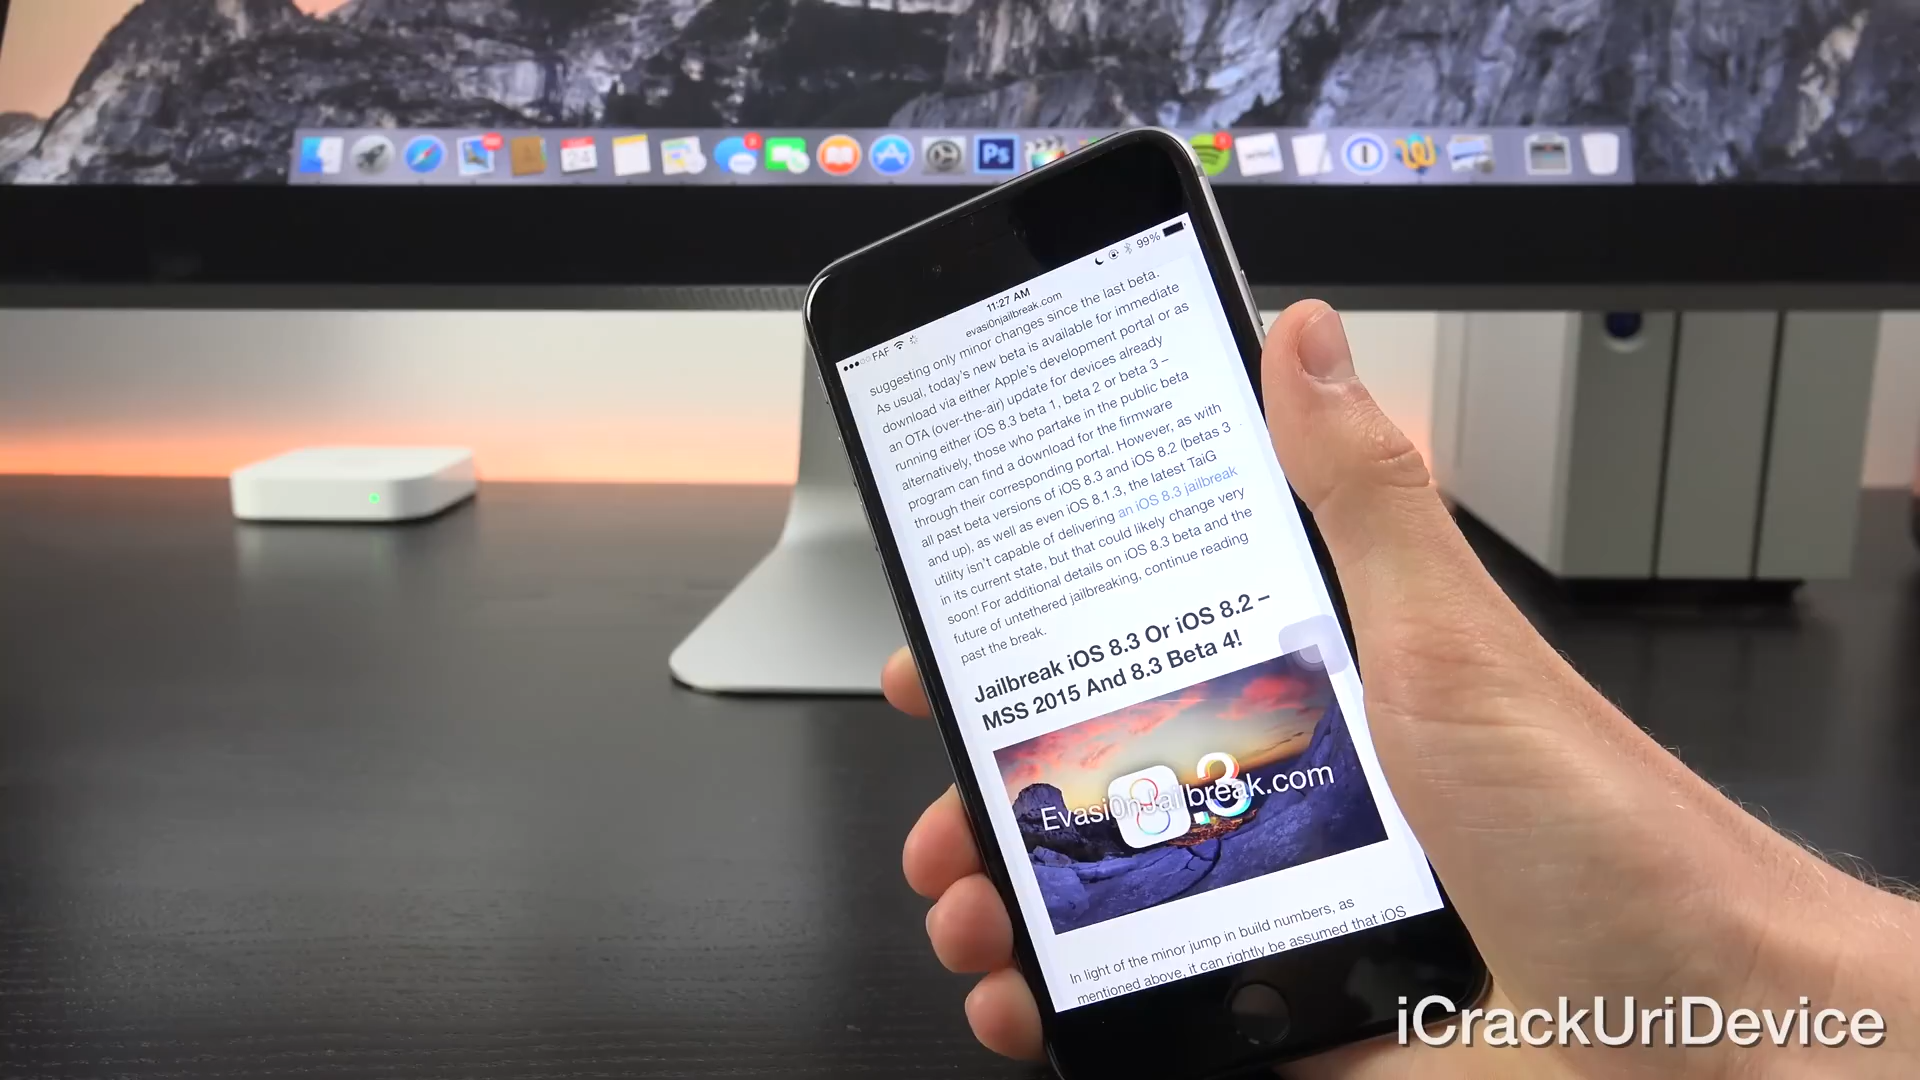 24
Ps
FAF
11:27 AM
99%
evasi0njailbreak.com
suggesting only minor changes since the last beta.
As usual, today's new beta is available for immediate
download via either Apple's development portal or as
an OTA (over-the-air) update for devices already
running either iOS 8.3 beta 1, beta 2 or beta 3 –
alternatively, those who partake in the public beta
program can find a download for the firmware
through their corresponding portal. However, as with
all past beta versions of iOS 8.3 and iOS 8.2 (betas 3
and up), as well as even iOS 8.1.3, the latest TaiG
utility isn't capable of delivering an iOS 8.3 jailbreak
in its current state, but that could likely change very
soon! For additional details on iOS 8.3 beta and the
future of untethered jailbreaking, continue reading
past the break.
Jailbreak iOS 8.3 Or iOS 8.2 –
MSS 2015 And 8.3 Beta 4!
8.3
Evasi0nJailbreak.com
In light of the minor jump in build numbers, as
mentioned above, it can rightly be assumed that iOS
iCrackUriDevice